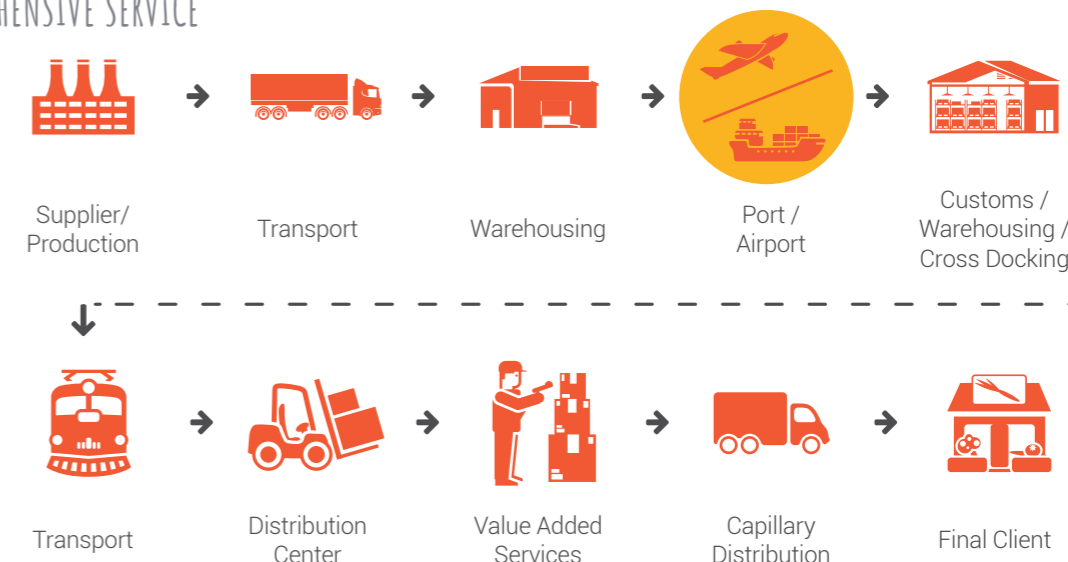 HENSIVE SERVICE
Supplier/
Production
Transport
Warehousing
Port /
Airport
Customs /
Warehousing /
Cross Docking
Transport
Distribution
Center
Value Added
Services
Capillary
Distribution
Final Client